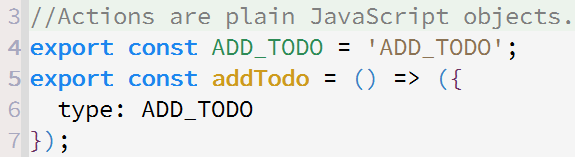 3 //Actions are plain JavaScript objects.
4 export const ADD_TODO = 'ADD_TODO';
5 export const addTodo = () => ({
6   type: ADD_TODO
7 });